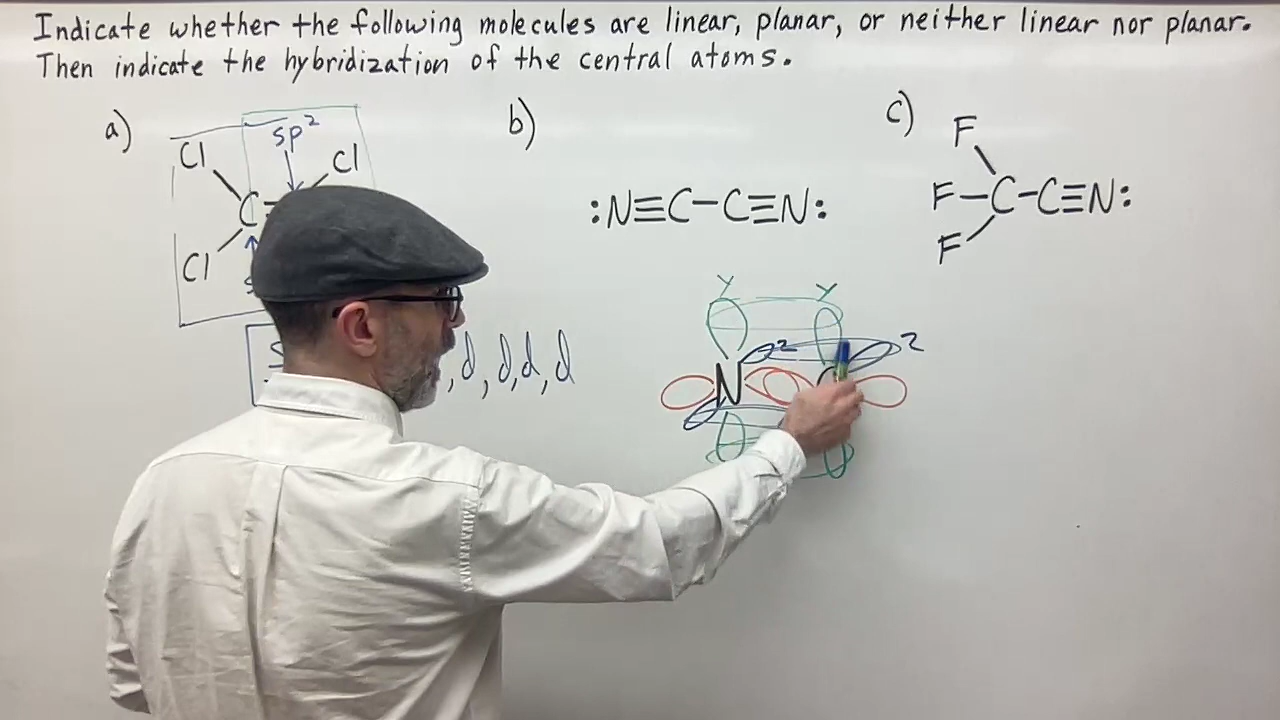 Indicate whether the following molecules are linear, planar, or neither linear nor planar.
Then indicate the hybridization of the central atoms.
a)
sp²
Cl
Cl
C
Cl
b)
:N≡C-C≡N:
c)
F
F-C-C≡N:
F
S
, d, d, d, d
y y
z z
N